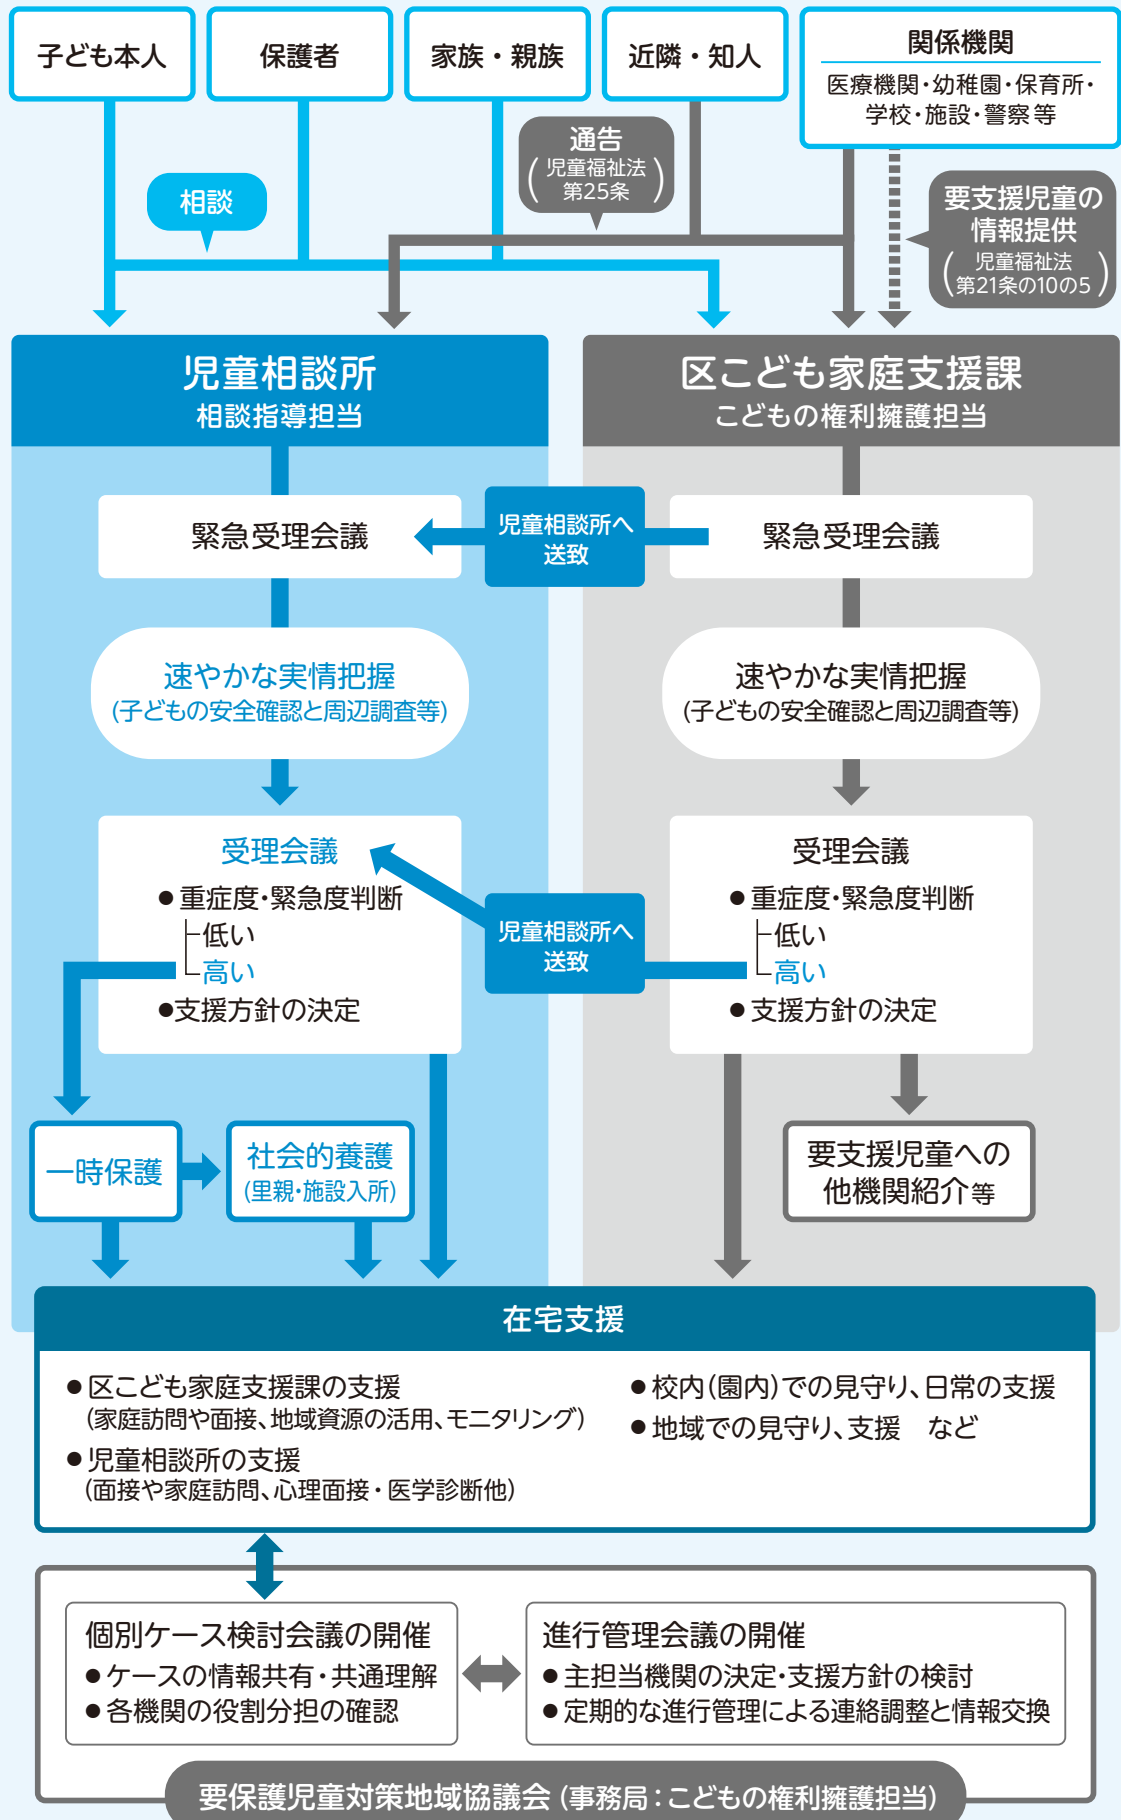 子ども本人
保護者
家族・親族
近隣・知人
関係機関
医療機関・幼稚園・保育所・
学校・施設・警察 等
相談
通告
(児童福祉法
第25条)
要支援児童の
情報提供
(児童福祉法
第21条の10の5)
児童相談所
相談指導担当
区こども家庭支援課
こどもの権利擁護担当
緊急受理会議
児童相談所へ
送致
緊急受理会議
速やかな実情把握
(子どもの安全確認と周辺調査等)
速やかな実情把握
(子どもの安全確認と周辺調査等)
受理会議
●重症度・緊急度判断
低い
高い
●支援方針の決定
児童相談所へ
送致
受理会議
●重症度・緊急度判断
低い
高い
●支援方針の決定
一時保護
社会的養護
(里親・施設入所)
要支援児童への
他機関紹介 等
在宅支援
●区こども家庭支援課の支援
(家庭訪問や面接、地域資源の活用、モニタリング)
●児童相談所の支援
(面接や家庭訪問、心理面接・医学診断他)
●校内(園内)での見守り、日常の支援
●地域での見守り、支援　など
個別ケース検討会議の開催
●ケースの情報共有・共通理解
●各機関の役割分担の確認
進行管理会議の開催
●主担当機関の決定・支援方針の検討
●定期的な進行管理による連絡調整と情報交換
要保護児童対策地域協議会 (事務局：こどもの権利擁護担当)